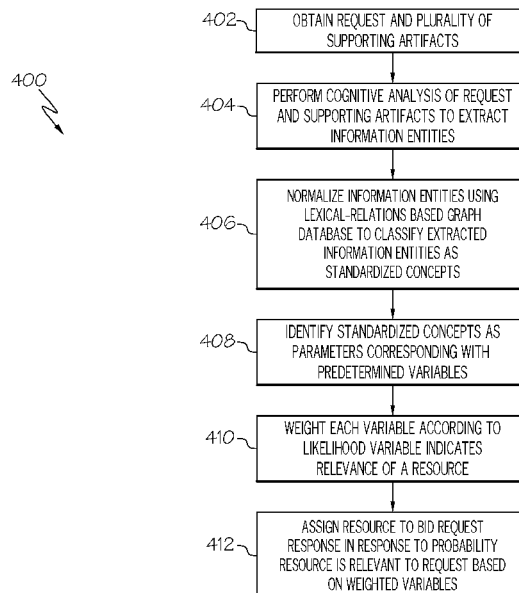 400
402
OBTAIN REQUEST AND PLURALITY OF
SUPPORTING ARTIFACTS
404
PERFORM COGNITIVE ANALYSIS OF REQUEST
AND SUPPORTING ARTIFACTS TO EXTRACT
INFORMATION ENTITIES
406
NORMALIZE INFORMATION ENTITIES USING
LEXICAL-RELATIONS BASED GRAPH
DATABASE TO CLASSIFY EXTRACTED
INFORMATION ENTITIES AS
STANDARDIZED CONCEPTS
408
IDENTIFY STANDARDIZED CONCEPTS AS
PARAMETERS CORRESPONDING WITH
PREDETERMINED VARIABLES
410
WEIGHT EACH VARIABLE ACCORDING TO
LIKELIHOOD VARIABLE INDICATES
RELEVANCE OF A RESOURCE
412
ASSIGN RESOURCE TO BID REQUEST
RESPONSE IN RESPONSE TO PROBABILITY
RESOURCE IS RELEVANT TO REQUEST BASED
ON WEIGHTED VARIABLES